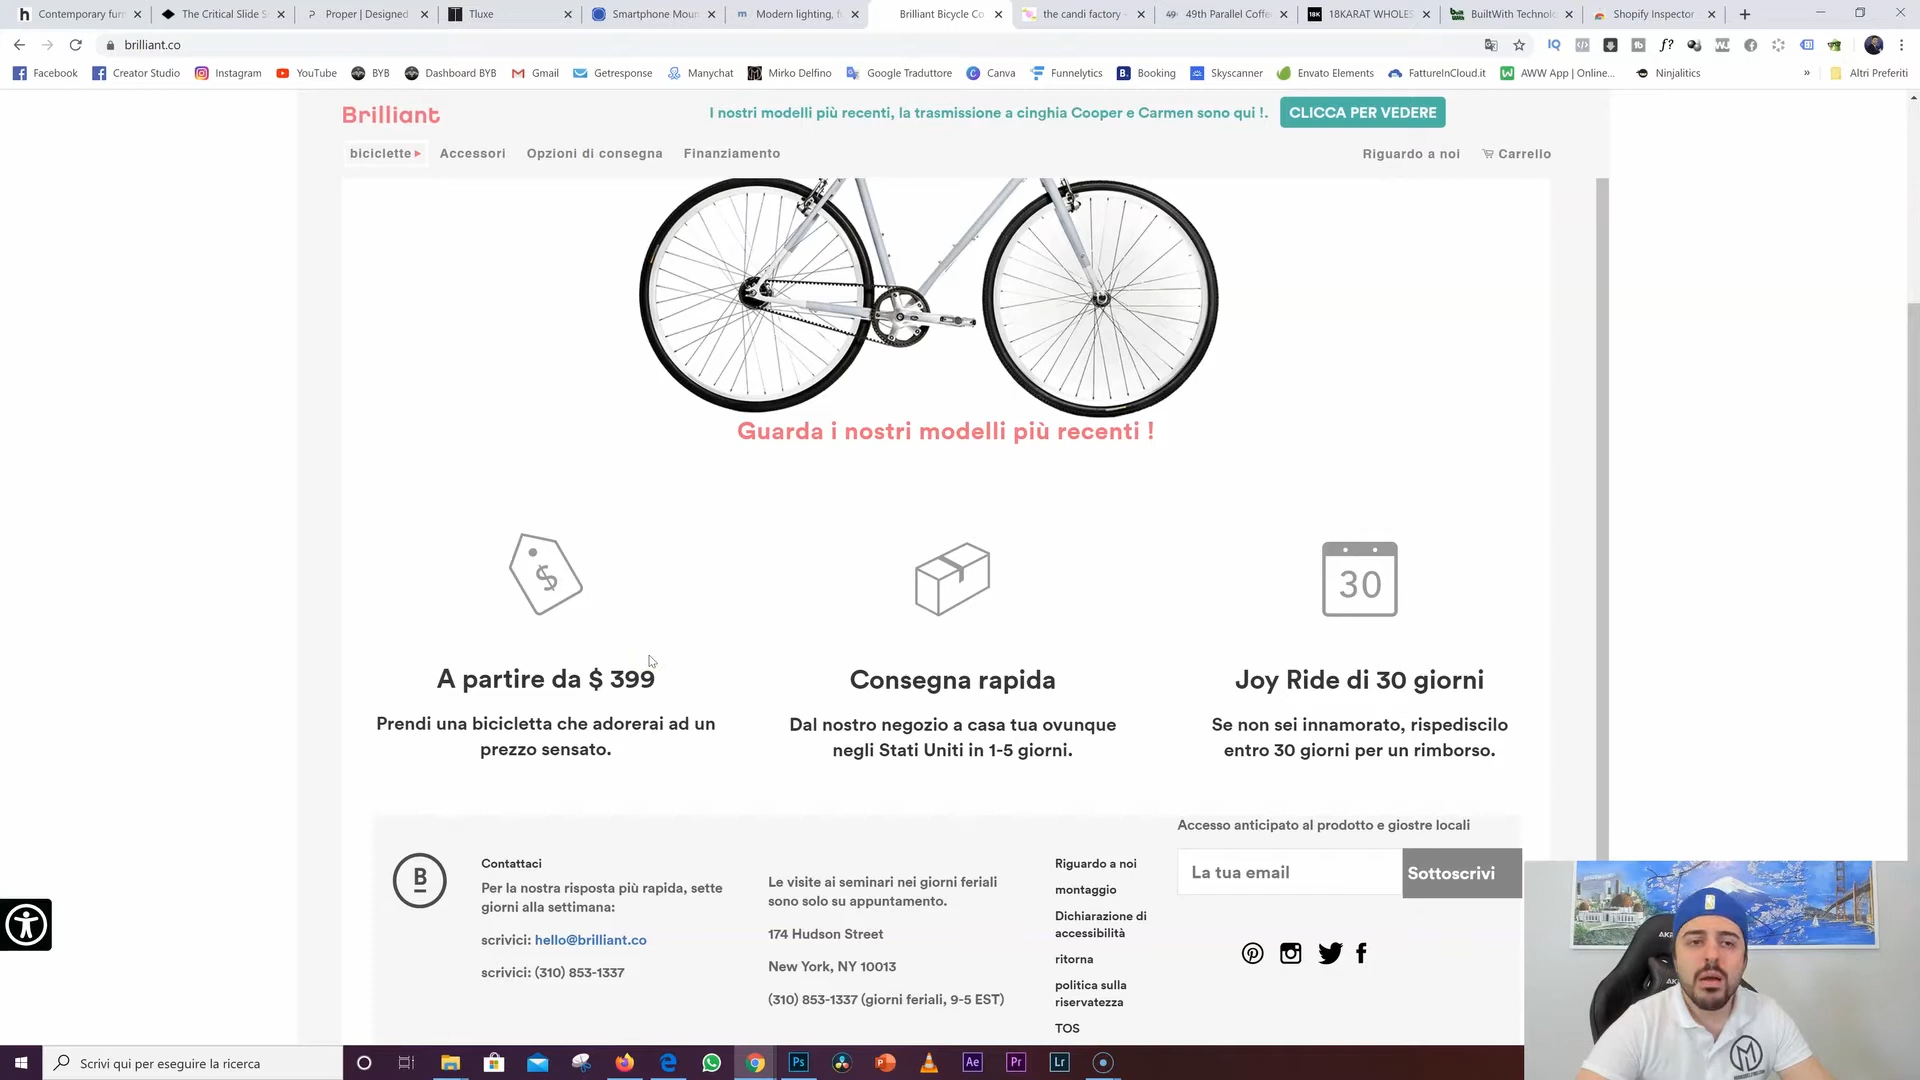 Contemporary furn
The Critical Slide S
Proper | Designed
Tluxe
Smartphone Moun
Modern lighting, f
Brilliant Bicycle Co
the candi factory -
49th Parallel Coffe
18KARAT WHOLES
BuiltWith Technolo
Shopify Inspector
brilliant.co
Facebook
Creator Studio
Instagram
YouTube
BYB
Dashboard BYB
Gmail
Getresponse
Manychat
Mirko Delfino
Google Traduttore
Canva
Funnelytics
Booking
Skyscanner
Envato Elements
FattureInCloud.it
AWW App | Online...
Ninjalitics
»
Altri Preferiti
Brilliant
I nostri modelli più recenti, la trasmissione a cinghia Cooper e Carmen sono qui !.
CLICCA PER VEDERE
biciclette
Accessori
Opzioni di consegna
Finanziamento
Riguardo a noi
Carrello
Guarda i nostri modelli più recenti !
$
30
A partire da $ 399
Prendi una bicicletta che adorerai ad un
prezzo sensato.
Consegna rapida
Dal nostro negozio a casa tua ovunque
negli Stati Uniti in 1-5 giorni.
Joy Ride di 30 giorni
Se non sei innamorato, rispediscilo
entro 30 giorni per un rimborso.
B
Contattaci
Per la nostra risposta più rapida, sette
giorni alla settimana:
scrivici: hello@brilliant.co
scrivici: (310) 853-1337
Le visite ai seminari nei giorni feriali
sono solo su appuntamento.
174 Hudson Street
New York, NY 10013
(310) 853-1337 (giorni feriali, 9-5 EST)
Riguardo a noi
montaggio
Dichiarazione di
accessibilità
ritorna
politica sulla
riservatezza
TOS
Accesso anticipato al prodotto e giostre locali
La tua email
Sottoscrivi
Scrivi qui per eseguire la ricerca
Ps
Ae
Pr
Lr